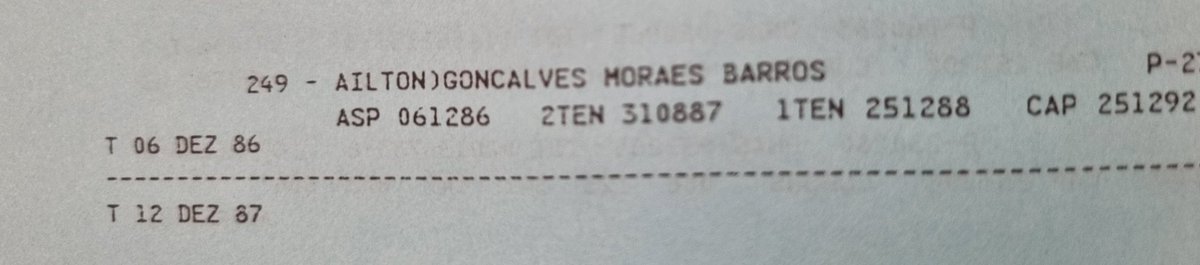 249 - AILTON)GONCALVES MORAES BARROS P-27
ASP 061286 2TEN 310887 1TEN 251288 CAP 251292
T 06 DEZ 86
T 12 DEZ 87